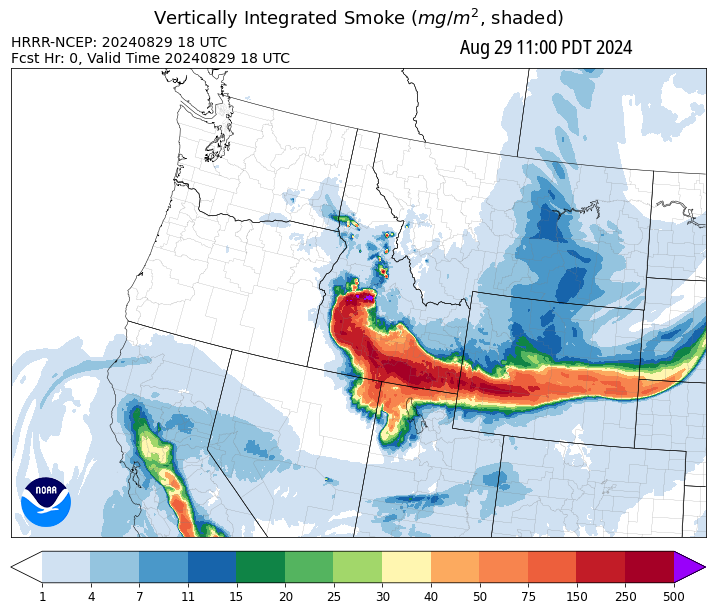 Vertically Integrated Smoke (mg/m², shaded)
HRRR-NCEP: 20240829 18 UTC
Aug 29 11:00 PDT 2024
Fcst Hr: 0, Valid Time 20240829 18 UTC
NOAA
1 4 7 11 15 20 25 30 40 50 75 150 250 500